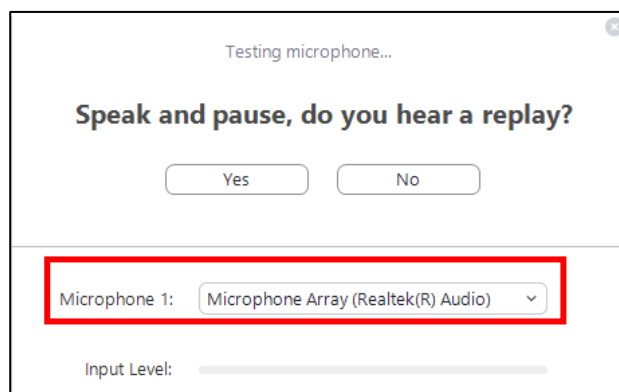 Testing microphone...
Speak and pause, do you hear a replay?
Yes No
Microphone 1: Microphone Array (Realtek(R) Audio)
Input Level: